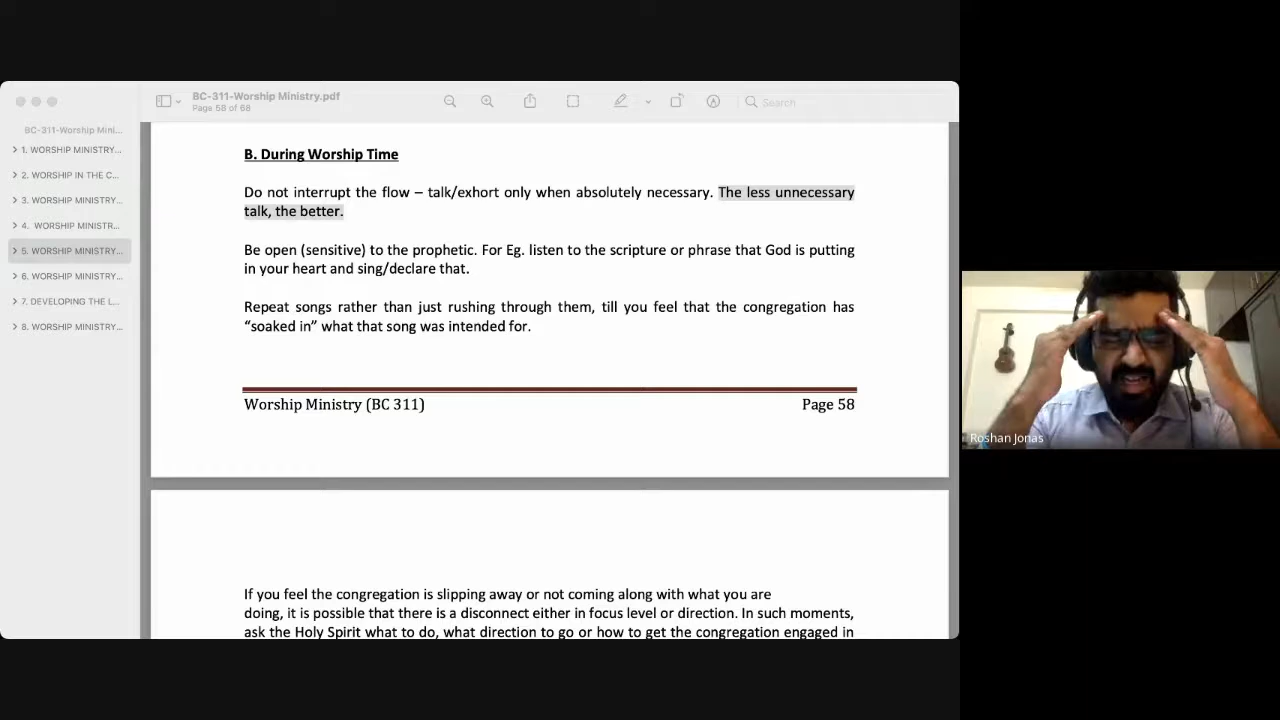 BC-311-Worship Ministry.pdf
Page 58 of 68
Search
BC-311-Worship Mini...
1. WORSHIP MINISTRY...
2. WORSHIP IN THE C...
3. WORSHIP MINISTRY...
4. WORSHIP MINISTR...
5. WORSHIP MINISTRY...
6. WORSHIP MINISTRY...
7. DEVELOPING THE L...
8. WORSHIP MINISTRY...
B. During Worship Time
Do not interrupt the flow – talk/exhort only when absolutely necessary. The less unnecessary
talk, the better.
Be open (sensitive) to the prophetic. For Eg. listen to the scripture or phrase that God is putting
in your heart and sing/declare that.
Repeat songs rather than just rushing through them, till you feel that the congregation has
“soaked in” what that song was intended for.
Worship Ministry (BC 311) Page 58
If you feel the congregation is slipping away or not coming along with what you are
doing, it is possible that there is a disconnect either in focus level or direction. In such moments,
ask the Holy Spirit what to do, what direction to go or how to get the congregation engaged in
Roshan Jonas